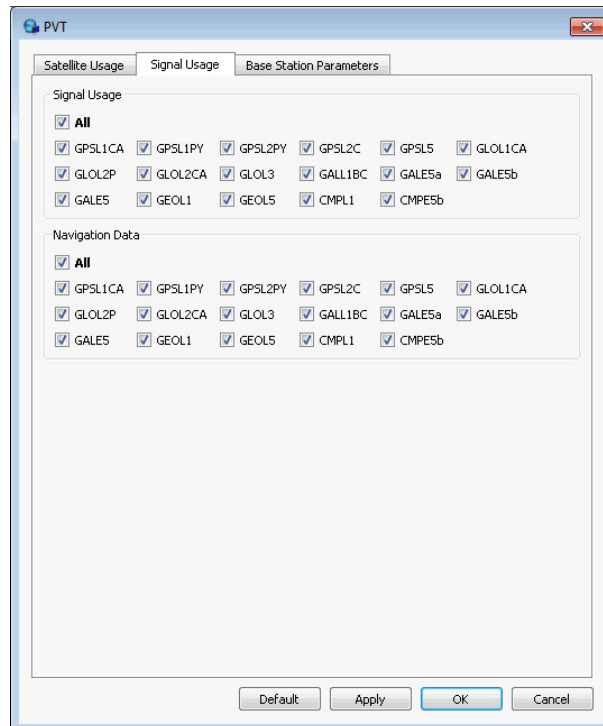 PVT
Satellite Usage Signal Usage Base Station Parameters
Signal Usage
All
GPSL1CA GPSL1PY GPSL2PY GPSL2C GPSL5 GLOL1CA
GLOL2P GLOL2CA GLOL3 GALL1BC GALE5a GALE5b
GALE5 GEOL1 GEOL5 CMPL1 CMPE5b
Navigation Data
All
GPSL1CA GPSL1PY GPSL2PY GPSL2C GPSL5 GLOL1CA
GLOL2P GLOL2CA GLOL3 GALL1BC GALE5a GALE5b
GALE5 GEOL1 GEOL5 CMPL1 CMPE5b
Default Apply OK Cancel